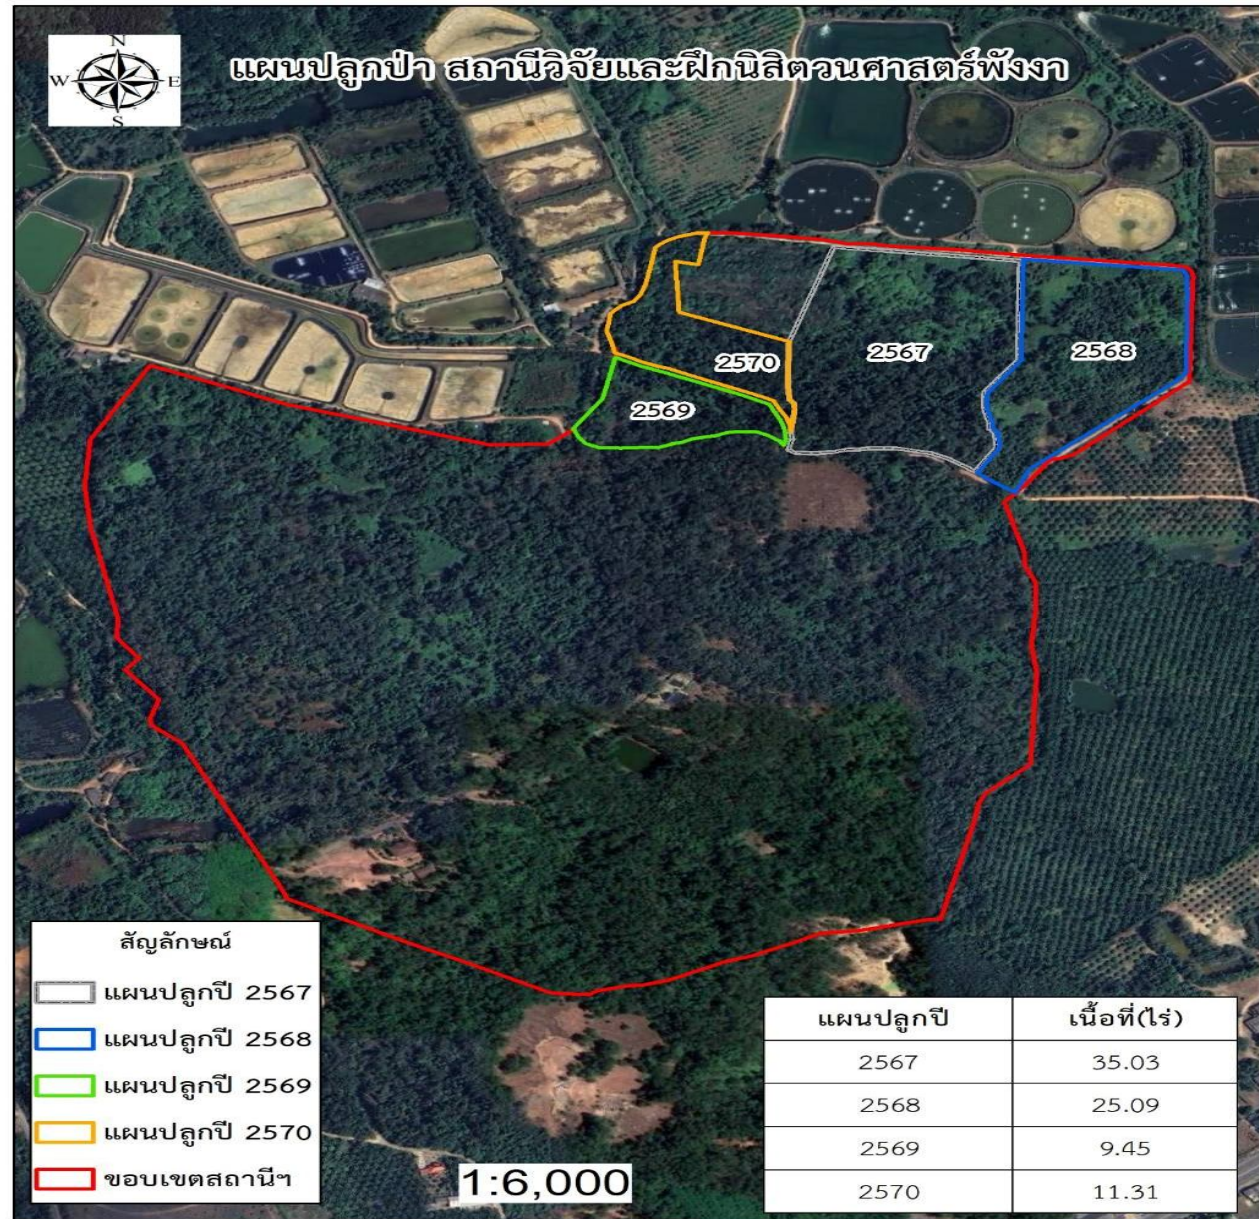 N
W E
S
แผนปลูกป่า สถานีวิจัยและฝึกนิสิตวนศาสตร์พังงา
2567
2568
2570
2569
สัญลักษณ์
แผนปลูกปี 2567
แผนปลูกปี 2568
แผนปลูกปี 2569
แผนปลูกปี 2570
ขอบเขตสถานีฯ
1:6,000
แผนปลูกปี เนื้อที่(ไร่)
2567 35.03
2568 25.09
2569 9.45
2570 11.31